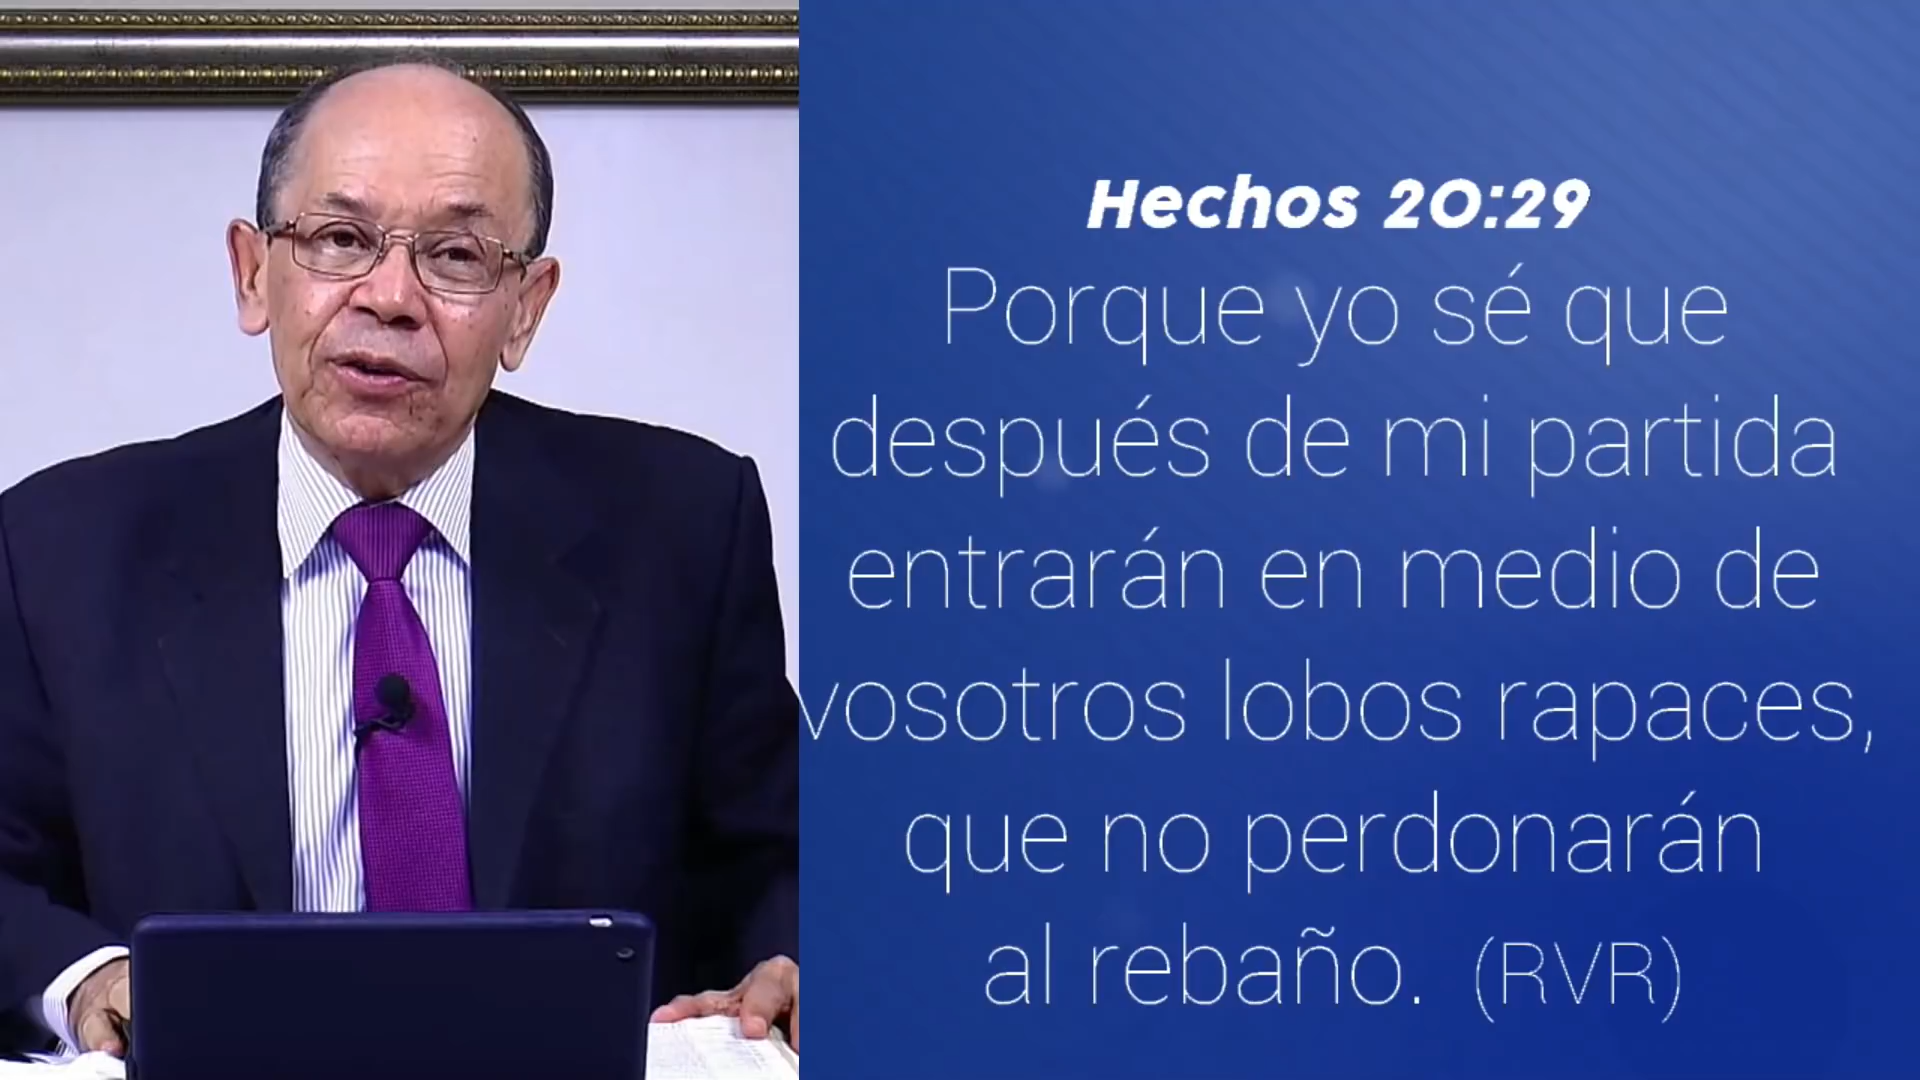 Hechos 20:29
Porque yo sé que
después de mi partida
entrarán en medio de
vosotros lobos rapaces,
que no perdonarán
al rebaño. (RVR)